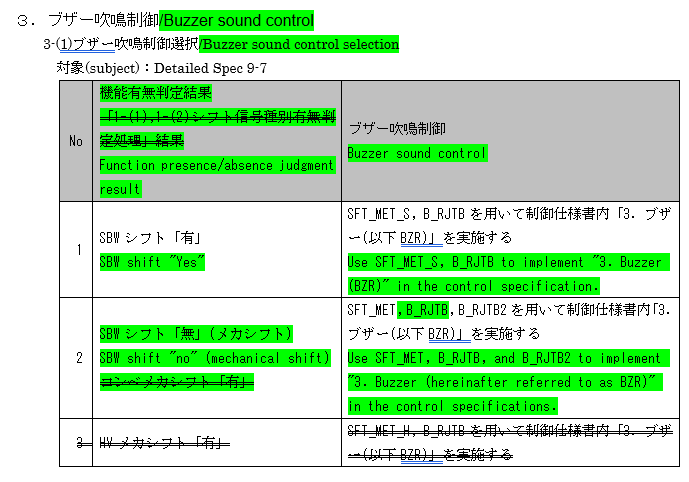 ３．ブザー吹鳴制御/Buzzer sound control
3-(1)ブザー吹鳴制御選択/Buzzer sound control selection
対象(subject)：Detailed Spec 9-7
No
機能有無判定結果
「1-(1),1-(2)シフト信号種別有無判
定処理」結果
Function presence/absence judgment
result
ブザー吹鳴制御
Buzzer sound control
1
SBWシフト「有」
SBW shift "Yes"
SFT_MET_S, B_RJTBを用いて制御仕様書内「3. ブザ
ー(以下BZR)」を実施する
Use SFT_MET_S, B_RJTB to implement "3. Buzzer
(BZR)" in the control specification.
2
SBWシフト「無」(メカシフト)
SBW shift "no" (mechanical shift)
コンベメカシフト「有」
SFT_MET,B_RJTB,B_RJTB2を用いて制御仕様書内「3.
ブザー(以下BZR)」を実施する
Use SFT_MET, B_RJTB, and B_RJTB2 to implement
"3. Buzzer (hereinafter referred to as BZR)"
in the control specifications.
3
HVメカシフト「有」
SFT_MET_H, B_RJTBを用いて制御仕様書内「3. ブザ
ー(以下BZR)」を実施する